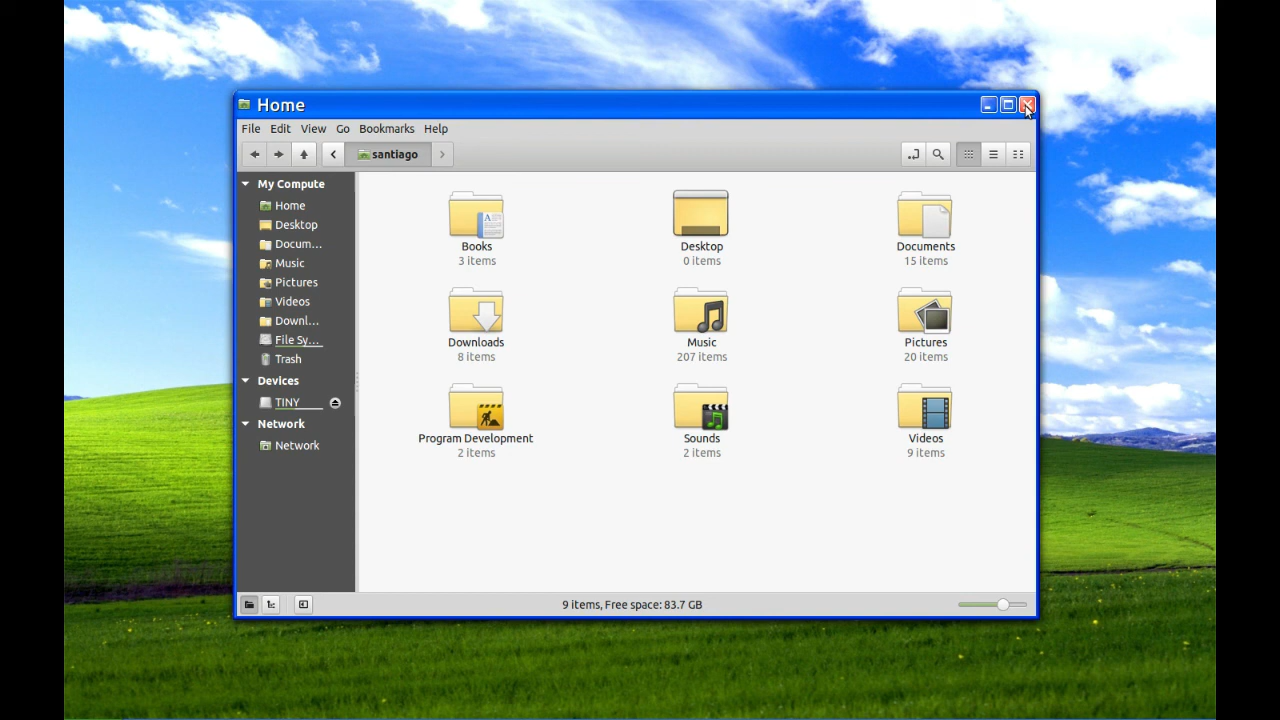 Home
File Edit View Go Bookmarks Help
santiago
My Compute
Home
Desktop
Docum...
Music
Pictures
Videos
Downl...
File Sy...
Trash
Devices
TINY
Network
Network
Books
3 items
Desktop
0 items
Documents
15 items
Downloads
8 items
Music
207 items
Pictures
20 items
Program Development
2 items
Sounds
2 items
Videos
9 items
9 items, Free space: 83.7 GB